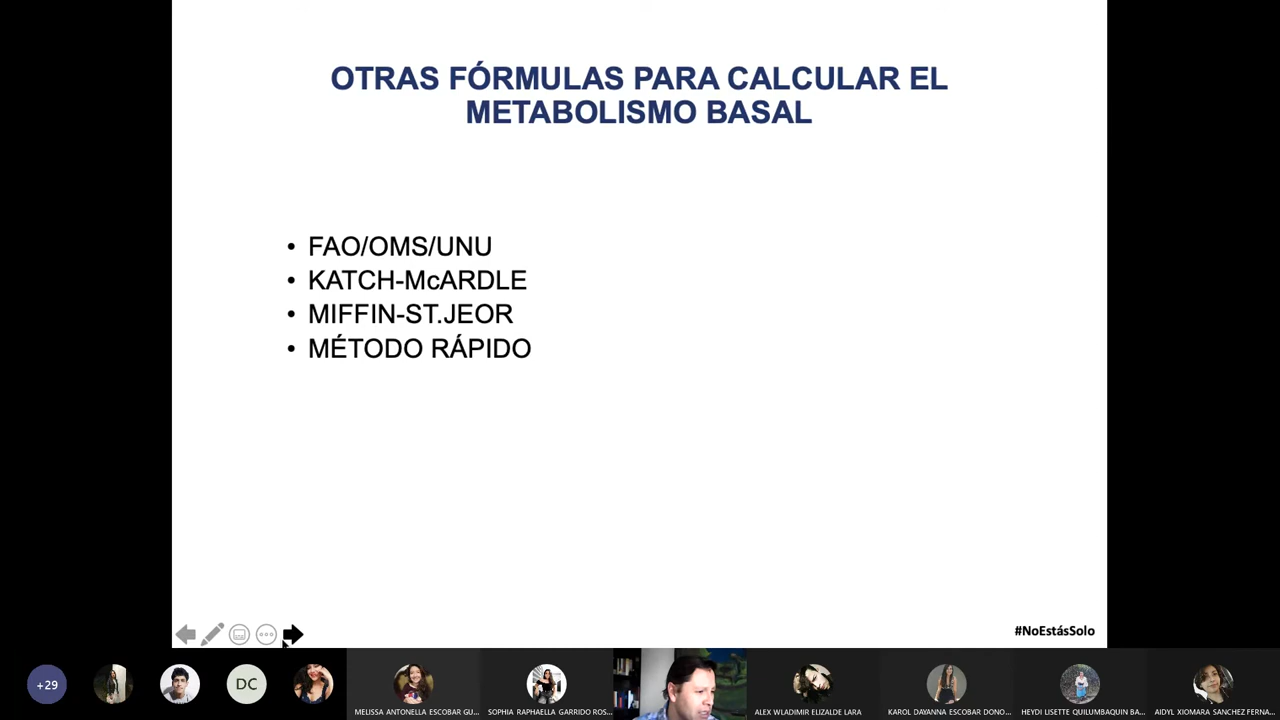 OTRAS FÓRMULAS PARA CALCULAR EL
METABOLISMO BASAL
• FAO/OMS/UNU
• KATCH-McARDLE
• MIFFIN-ST.JEOR
• MÉTODO RÁPIDO
#NoEstásSolo
+29
DC
MELISSA ANTONELLA ESCOBAR GU...
SOPHIA RAPHAELLA GARRIDO ROS...
ALEX WLADIMIR ELIZALDE LARA
KAROL DAYANNA ESCOBAR DONO...
HEYDI LISETTE QUILUMBAQUIN BA...
AIDYL XIOMARA SANCHEZ FERNA...